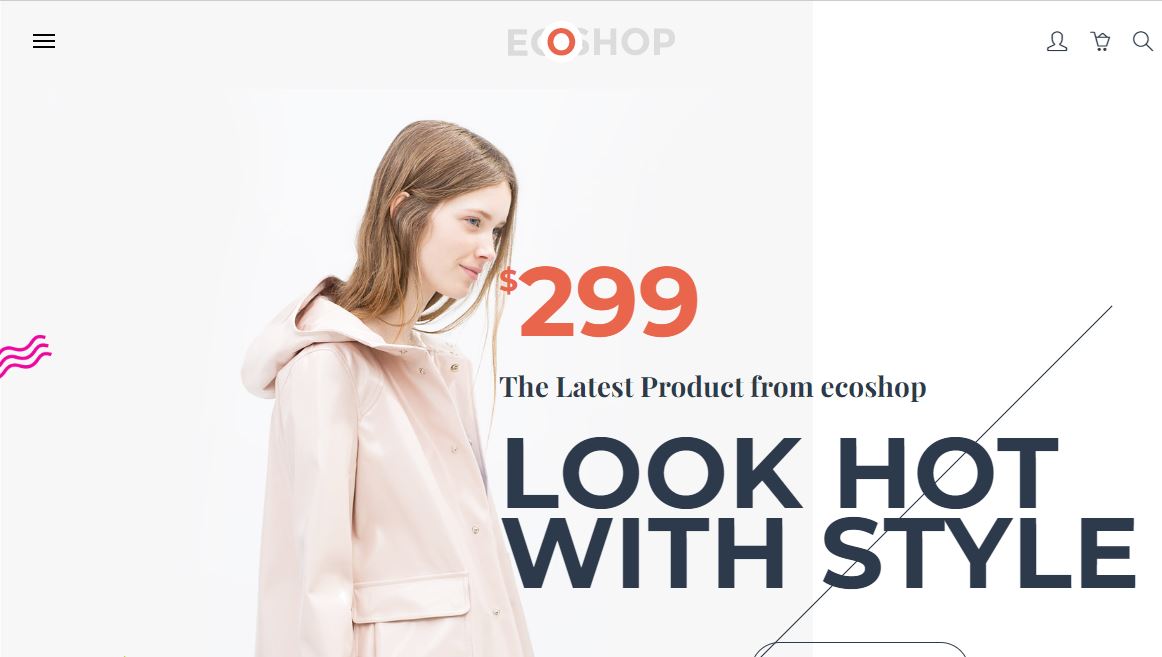 ECOSHOP
$299
The Latest Product from ecoshop
LOOK HOT
WITH STYLE